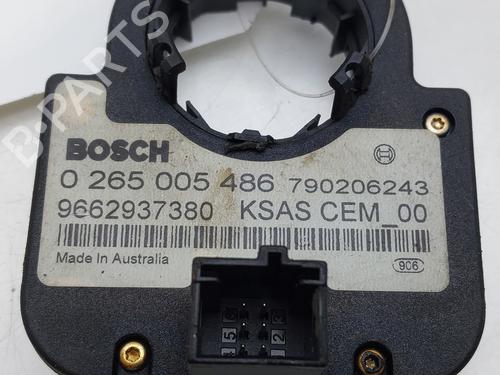 B-PARTS
BOSCH
0 265 005 486 790206243
9662937380 KSAS CEM_00
Made In Australia
906